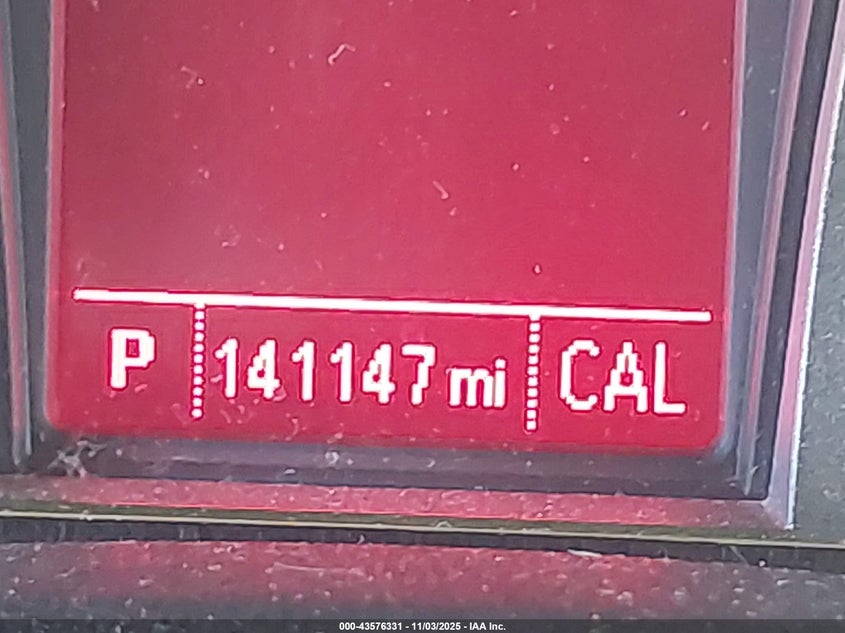 P 141147 mi CAL
000-43576331 - 11/03/2025 - IAA Inc.